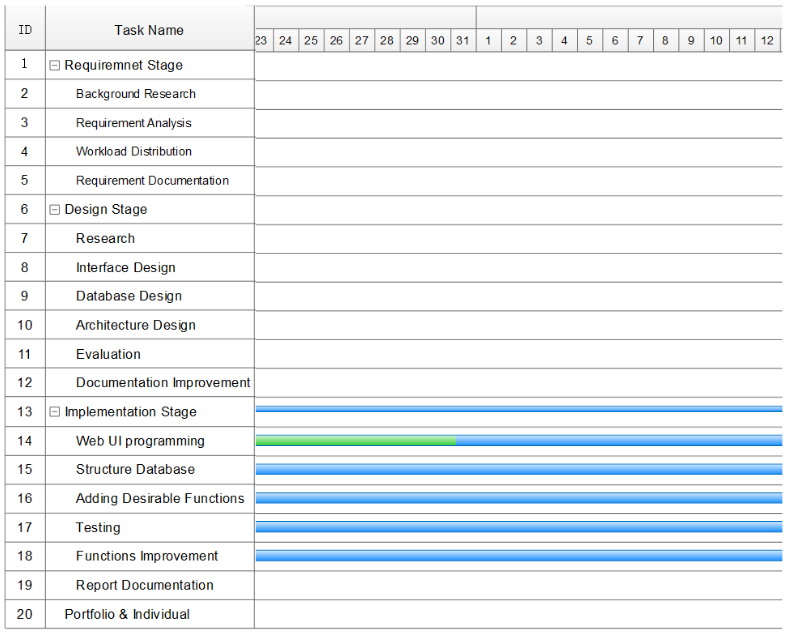 ID Task Name
23 24 25 26 27 28 29 30 31 1 2 3 4 5 6 7 8 9 10 11 12
1 Requiremnet Stage
2 Background Research
3 Requirement Analysis
4 Workload Distribution
5 Requirement Documentation
6 Design Stage
7 Research
8 Interface Design
9 Database Design
10 Architecture Design
11 Evaluation
12 Documentation Improvement
13 Implementation Stage
14 Web UI programming
15 Structure Database
16 Adding Desirable Functions
17 Testing
18 Functions Improvement
19 Report Documentation
20 Portfolio & Individual